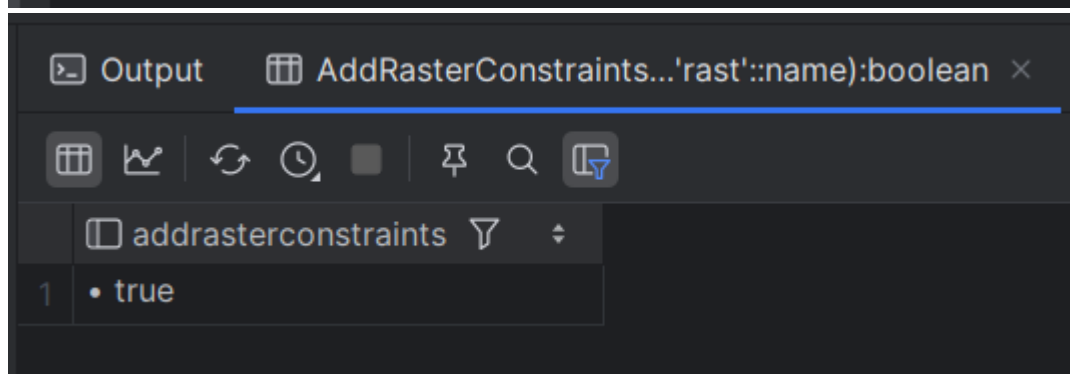 Output AddRasterConstraints...'rast'::name):boolean
addrasterconstraints
1 • true